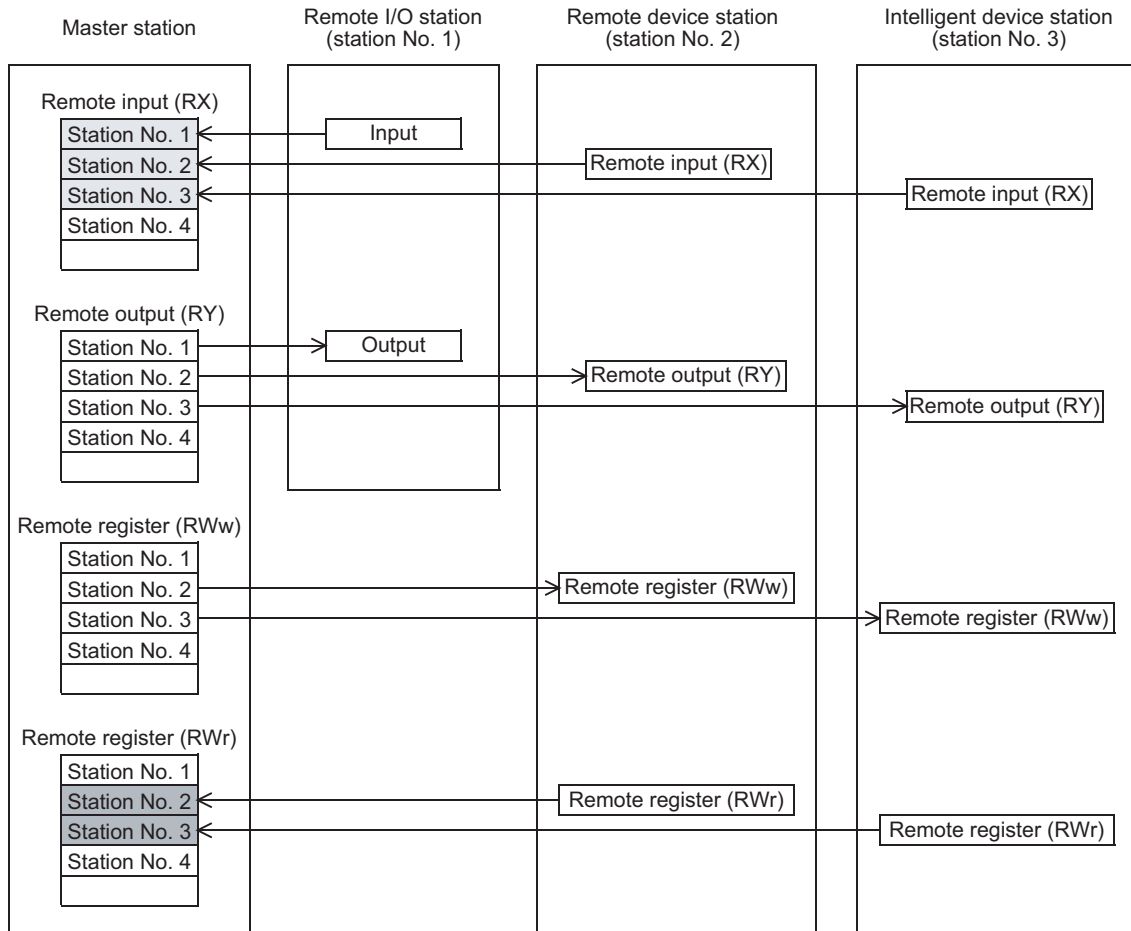 Master station
Remote I/O station
(station No. 1)
Remote device station
(station No. 2)
Intelligent device station
(station No. 3)
Remote input (RX)
Station No. 1
Input
Station No. 2
Remote input (RX)
Station No. 3
Remote input (RX)
Station No. 4
Remote output (RY)
Station No. 1
Output
Station No. 2
Remote output (RY)
Station No. 3
Remote output (RY)
Station No. 4
Remote register (RWw)
Station No. 1
Station No. 2
Remote register (RWw)
Station No. 3
Remote register (RWw)
Station No. 4
Remote register (RWr)
Station No. 1
Station No. 2
Remote register (RWr)
Station No. 3
Remote register (RWr)
Station No. 4